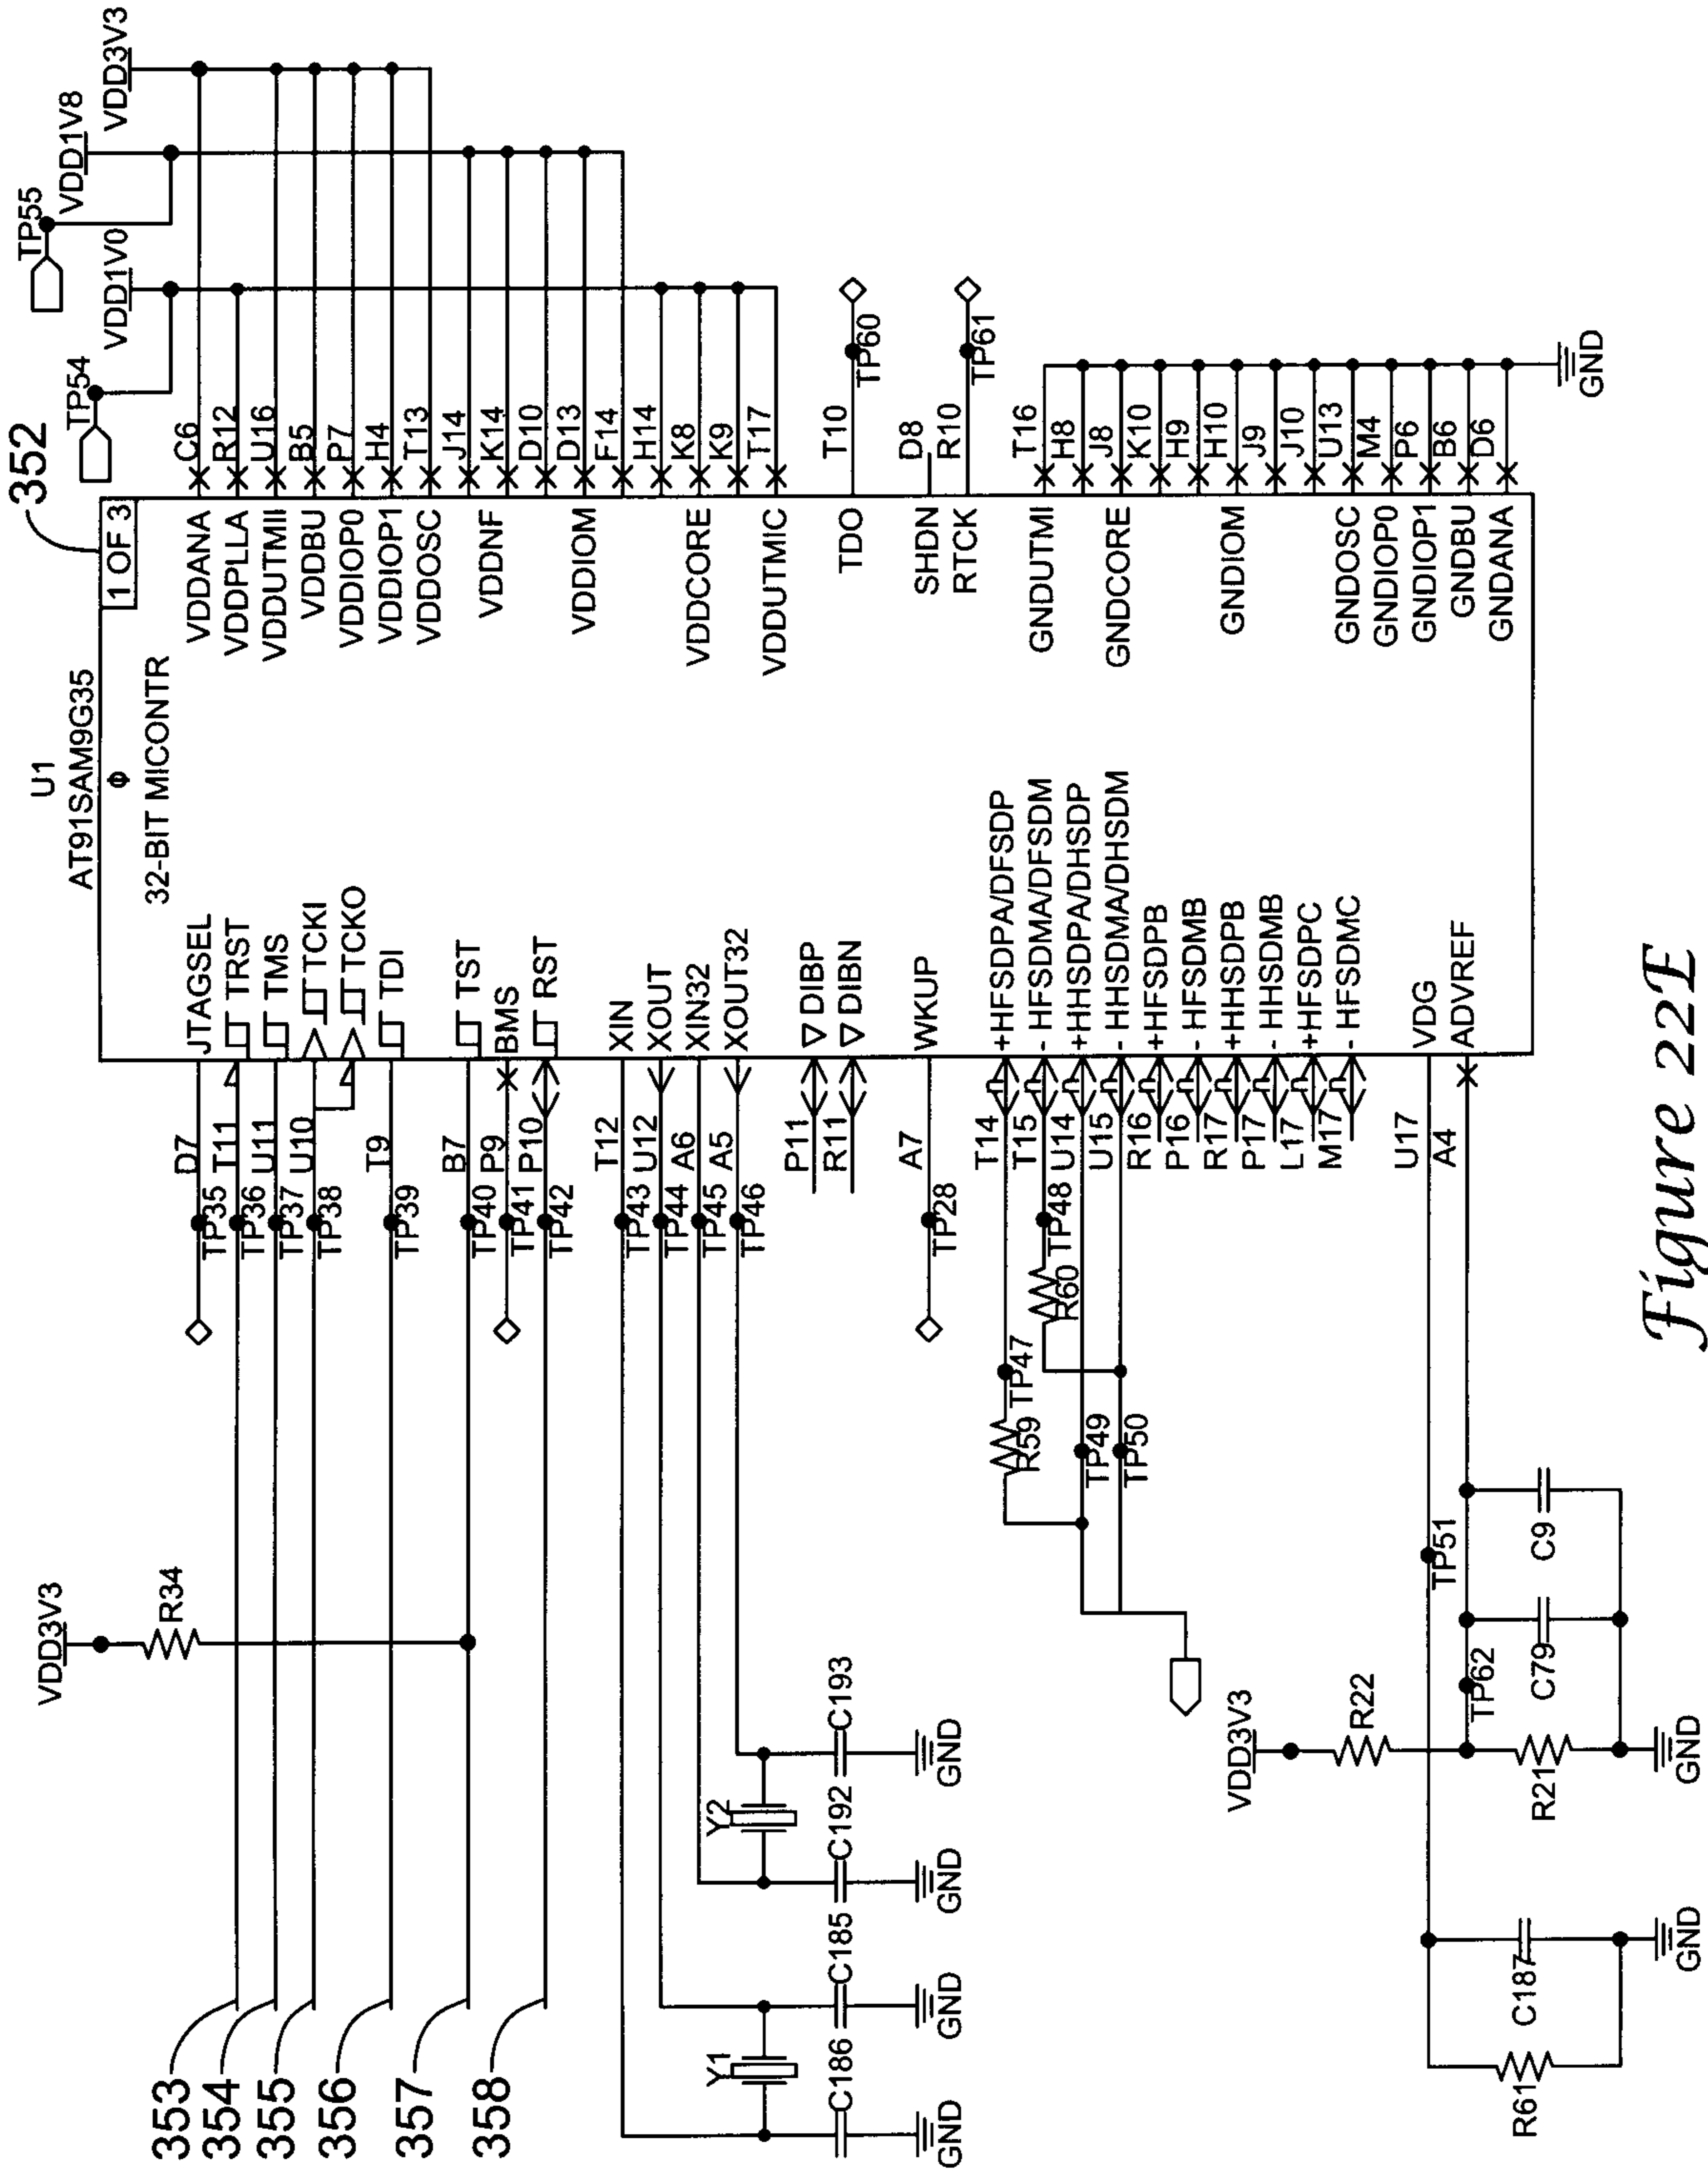 352
U1
AT91SAM9G35
Φ
32-BIT MICONTR
1 OF 3
TP54
TP55
VDD1V0
VDD1V8
VDD3V3
VDD3V3
R34
353
354
355
356
357
358
TP35 D7 JTAGSEL
TP36 T11 TRST
TP37 U11 TMS
TP38 U10 TCKI
TCKO
TP39 T9 TDI
TP40 B7 TST
TP41 P9 BMS
TP42 P10 RST
TP43 T12 XIN
TP44 U12 XOUT
TP45 A6 XIN32
TP46 A5 XOUT32
P11 DIBP
R11 DIBN
TP28 A7 WKUP
R59 TP47 T14 n +HFSDPA/DFSDP
R60 TP48 T15 n - HFSDMA/DFSDM
TP49 U14 n +HHSDPA/DHSDP
TP50 U15 n - HHSDMA/DHSDM
R16 n +HFSDPB
P16 n - HFSDMB
R17 n +HHSDPB
P17 n - HHSDMB
L17 n +HFSDPC
M17 n - HFSDMC
TP51 U17 VDG
TP62 A4 ADVREF
Y1
C186
C185
GND
GND
Y2
C192
C193
GND
GND
VDD3V3
R22
R21
C79
C9
GND
R61
C187
GND
VDDANA C6
VDDPLLA R12
VDDUTMII U16
VDDBU B5
VDDIOP0 P7
VDDIOP1 H4
VDDOSC T13
VDDNF J14
K14
D10
VDDIOM D13
F14
H14
VDDCORE K8
K9
VDDUTMIC T17
TDO T10 TP60
SHDN D8
RTCK R10 TP61
GNDUTMI T16
H8
GNDCORE J8
K10
H9
GNDIOM H10
J9
J10
GNDOSC U13
GNDIOP0 M4
GNDIOP1 P6
GNDBU B6
GNDANA D6
GND
Figure 22E